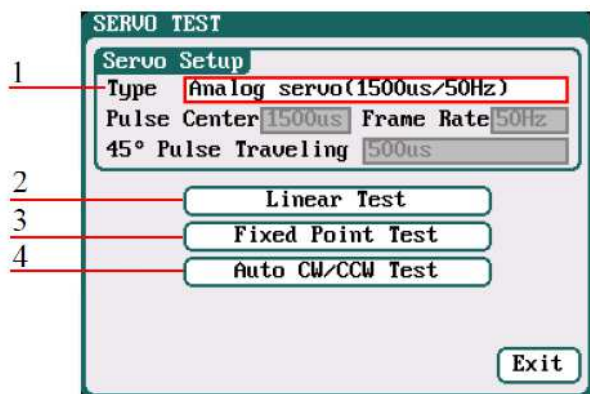 SERVO TEST
Servo Setup
1 Type Analog servo(1500us/50Hz)
Pulse Center 1500us Frame Rate 50Hz
45° Pulse Traveling 500us
2 Linear Test
3 Fixed Point Test
4 Auto CW/CCW Test
Exit